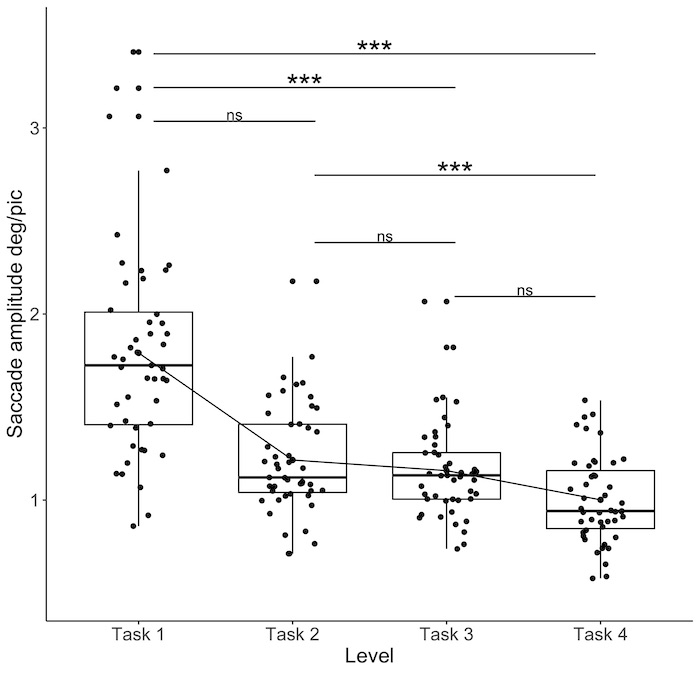 ***
***
ns
***
ns
ns
3
2
1
Saccade amplitude deg/pic
Task 1 Task 2 Task 3 Task 4
Level